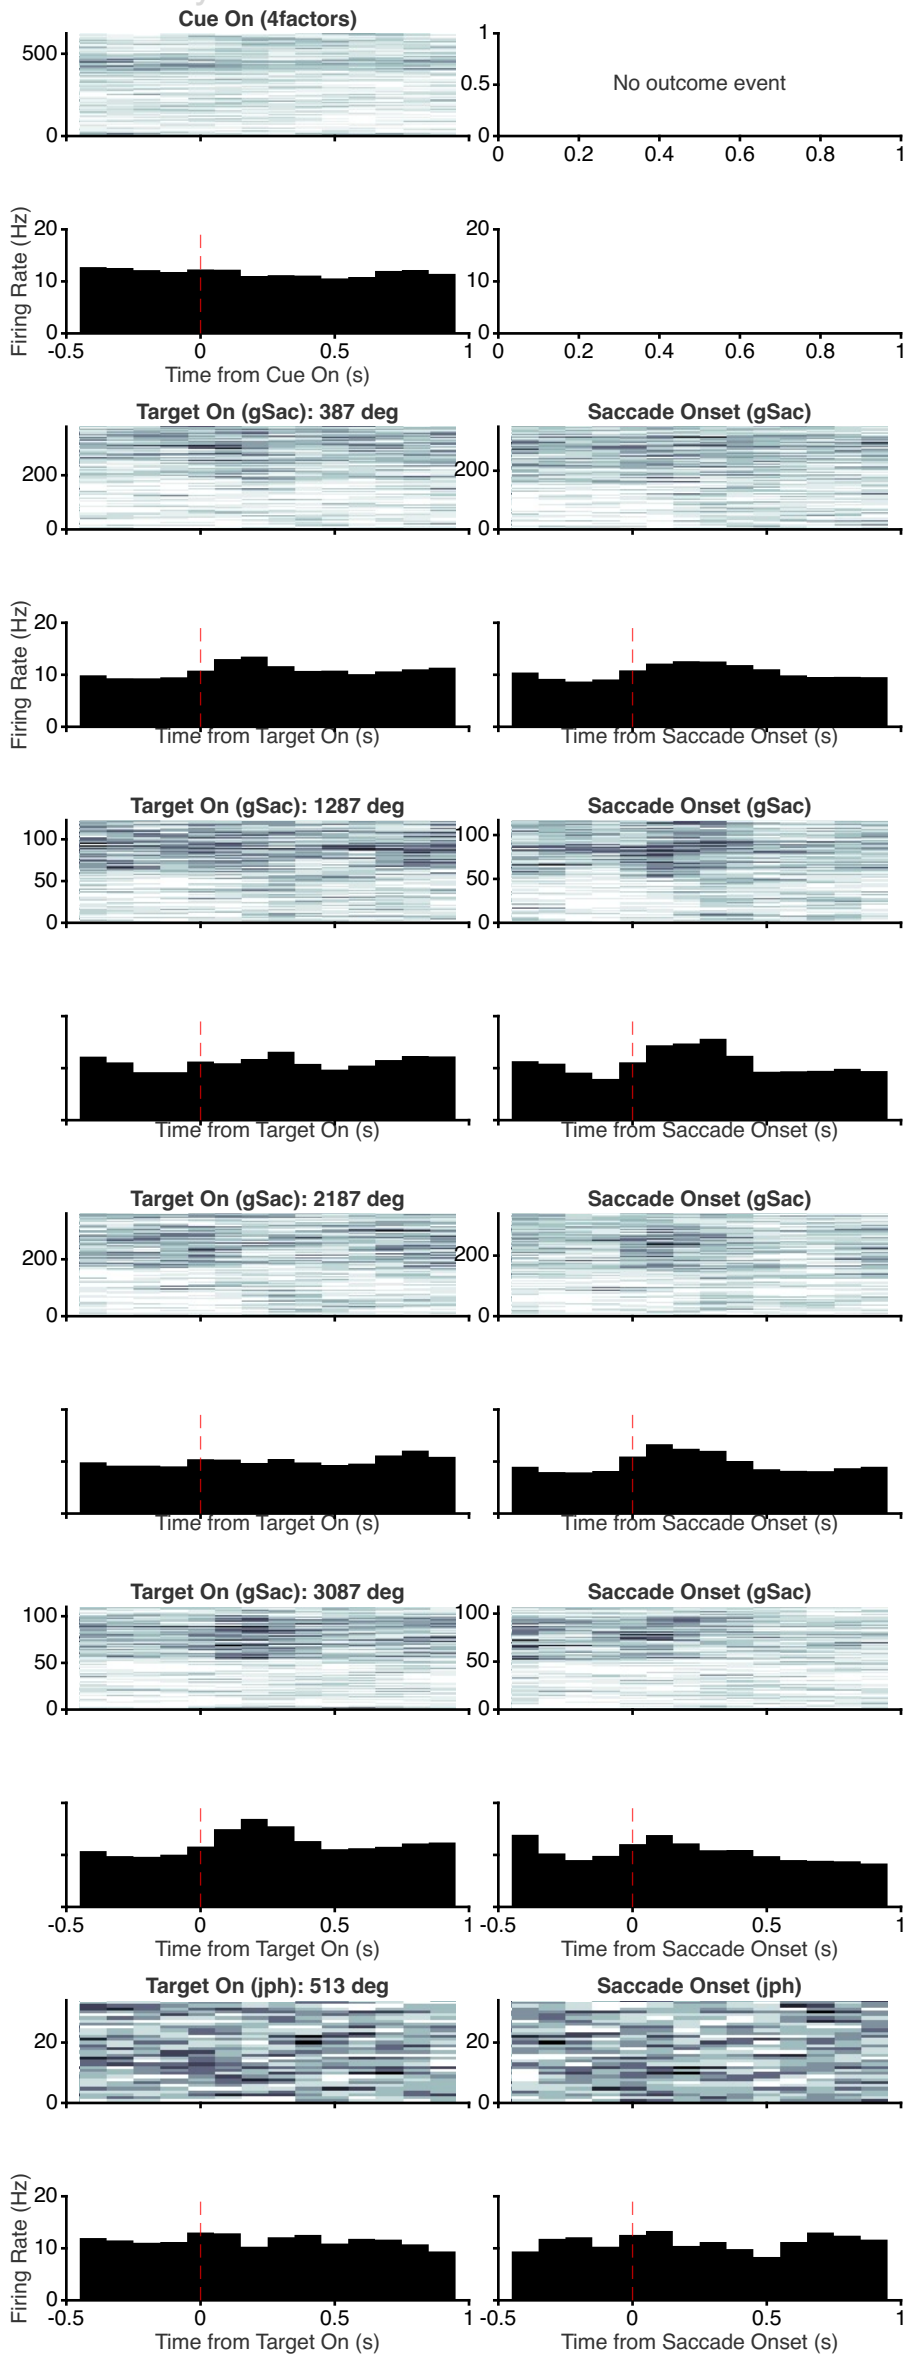 Cue On (4factors)
500
0
1
0.5
0
No outcome event
0 0.2 0.4 0.6 0.8 1
Firing Rate (Hz)
20
10
0
-0.5 0 0.5 1
Time from Cue On (s)
20
10
0
0 0.2 0.4 0.6 0.8 1
Target On (gSac): 387 deg
200
0
Saccade Onset (gSac)
200
0
Firing Rate (Hz)
20
10
0
Time from Target On (s)
Time from Saccade Onset (s)
Target On (gSac): 1287 deg
100
50
0
Saccade Onset (gSac)
100
50
0
Time from Target On (s)
Time from Saccade Onset (s)
Target On (gSac): 2187 deg
200
0
Saccade Onset (gSac)
200
0
Time from Target On (s)
Time from Saccade Onset (s)
Target On (gSac): 3087 deg
100
50
0
Saccade Onset (gSac)
100
50
0
-0.5 0 0.5 1
Time from Target On (s)
-0.5 0 0.5 1
Time from Saccade Onset (s)
Target On (jph): 513 deg
20
0
Saccade Onset (jph)
20
0
Firing Rate (Hz)
20
10
0
-0.5 0 0.5 1
Time from Target On (s)
-0.5 0 0.5 1
Time from Saccade Onset (s)